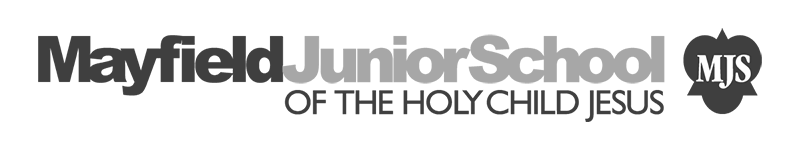 MayfieldJuniorSchool
OF THE HOLY CHILD JESUS
MJS